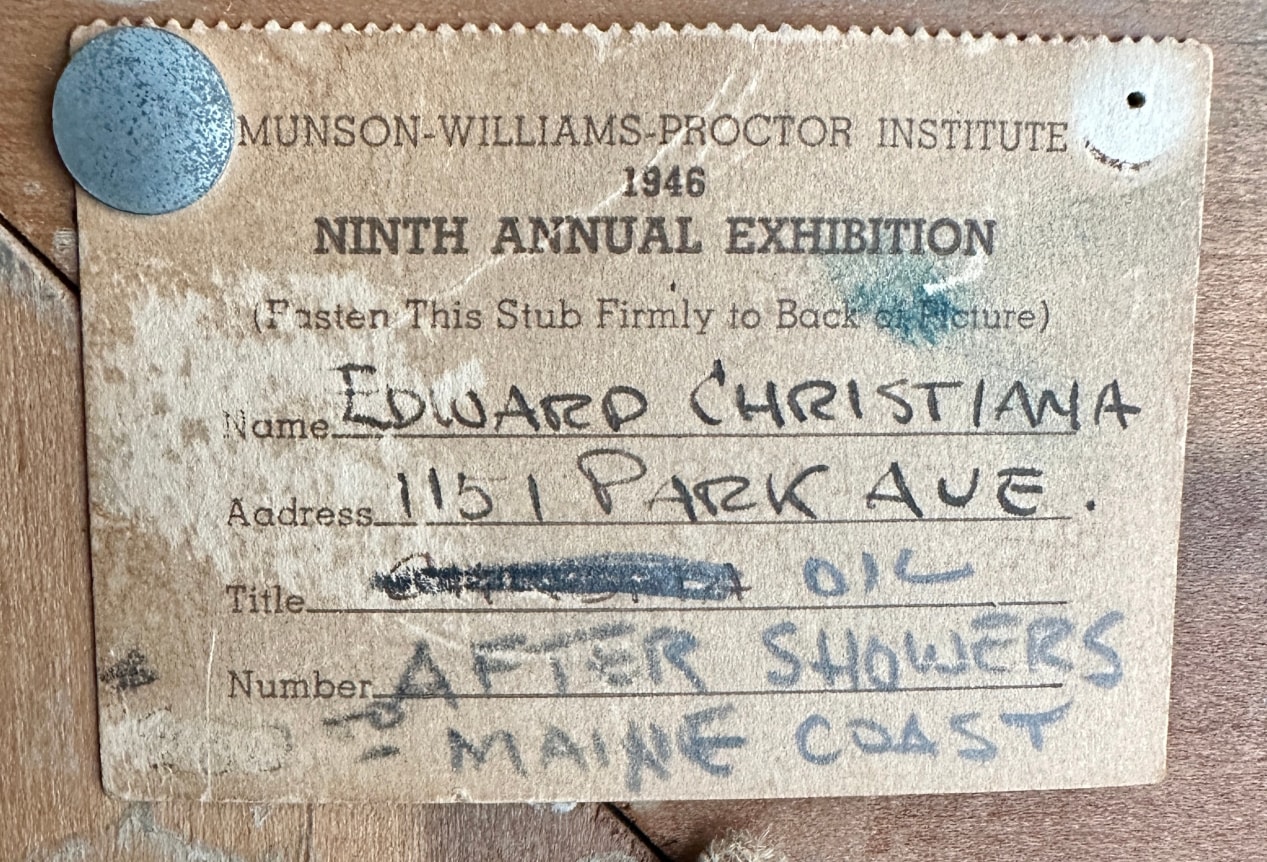 MUNSON-WILLIAMS-PROCTOR INSTITUTE
1946
NINTH ANNUAL EXHIBITION
(Fasten This Stub Firmly to Back of Picture)
Name EDWARD CHRISTIANA
Address 1151 PARK AVE.
Title OIL
Number AFTER SHOWERS
- MAINE COAST